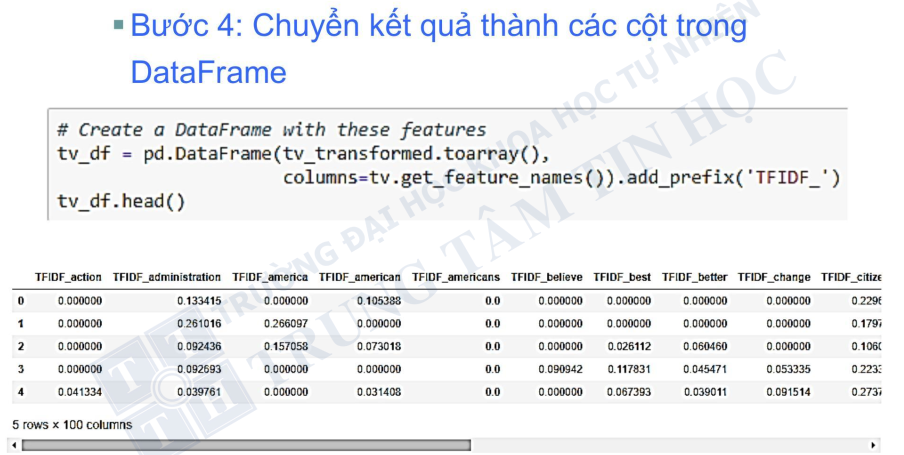 Bước 4: Chuyển kết quả thành các cột trong
DataFrame
# Create a DataFrame with these features
tv_df = pd.DataFrame(tv_transformed.toarray(),
columns=tv.get_feature_names()).add_prefix('TFIDF_')
tv_df.head()
TFIDF_action TFIDF_administration TFIDF_america TFIDF_american TFIDF_americans TFIDF_believe TFIDF_best TFIDF_better TFIDF_change TFIDF_citize
0 0.000000 0.133415 0.000000 0.105388 0.0 0.000000 0.000000 0.000000 0.000000 0.2296
1 0.000000 0.261016 0.266097 0.000000 0.0 0.000000 0.000000 0.000000 0.000000 0.1797
2 0.000000 0.092436 0.157058 0.073018 0.0 0.000000 0.026112 0.060460 0.000000 0.1060
3 0.000000 0.092693 0.000000 0.000000 0.0 0.090942 0.117831 0.045471 0.053335 0.2233
4 0.041334 0.039761 0.000000 0.031408 0.0 0.000000 0.067393 0.039011 0.091514 0.2737
5 rows × 100 columns
TRƯỜNG ĐẠI HỌC KHOA HỌC TỰ NHIÊN
TRUNG TÂM TIN HỌC